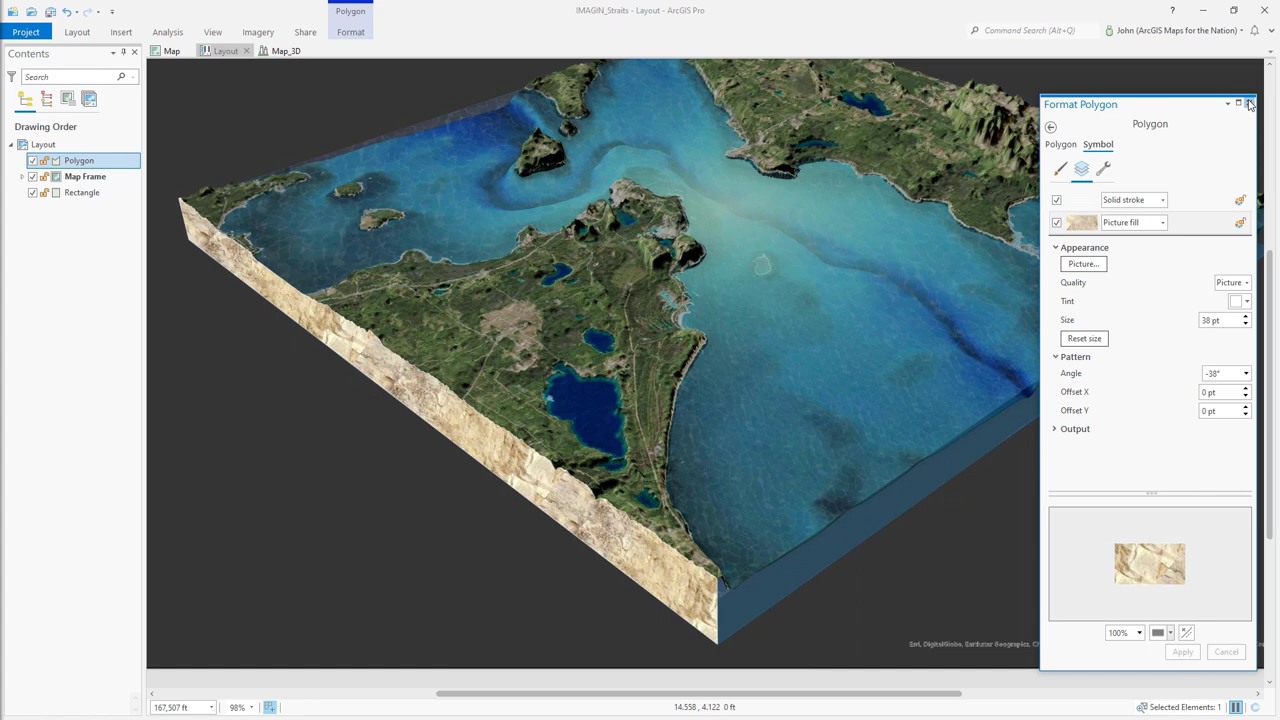 Polygon
IMAGIN_Straits - Layout - ArcGIS Pro
?
Project
Layout
Insert
Analysis
View
Imagery
Share
Format
Command Search (Alt+Q)
John (ArcGIS Maps for the Nation)
Contents
Map
Layout
Map_3D
Search
Drawing Order
Layout
Polygon
Map Frame
Rectangle
Format Polygon
Polygon
Polygon
Symbol
Solid stroke
Picture fill
Appearance
Picture...
Quality
Picture
Tint
Size
38 pt
Reset size
Pattern
Angle
-38°
Offset X
0 pt
Offset Y
0 pt
Output
100%
Apply
Cancel
Esri, DigitalGlobe, Earthstar Geographics,
167,507 ft
98%
14.558 , 4.122 0 ft
Selected Elements: 1